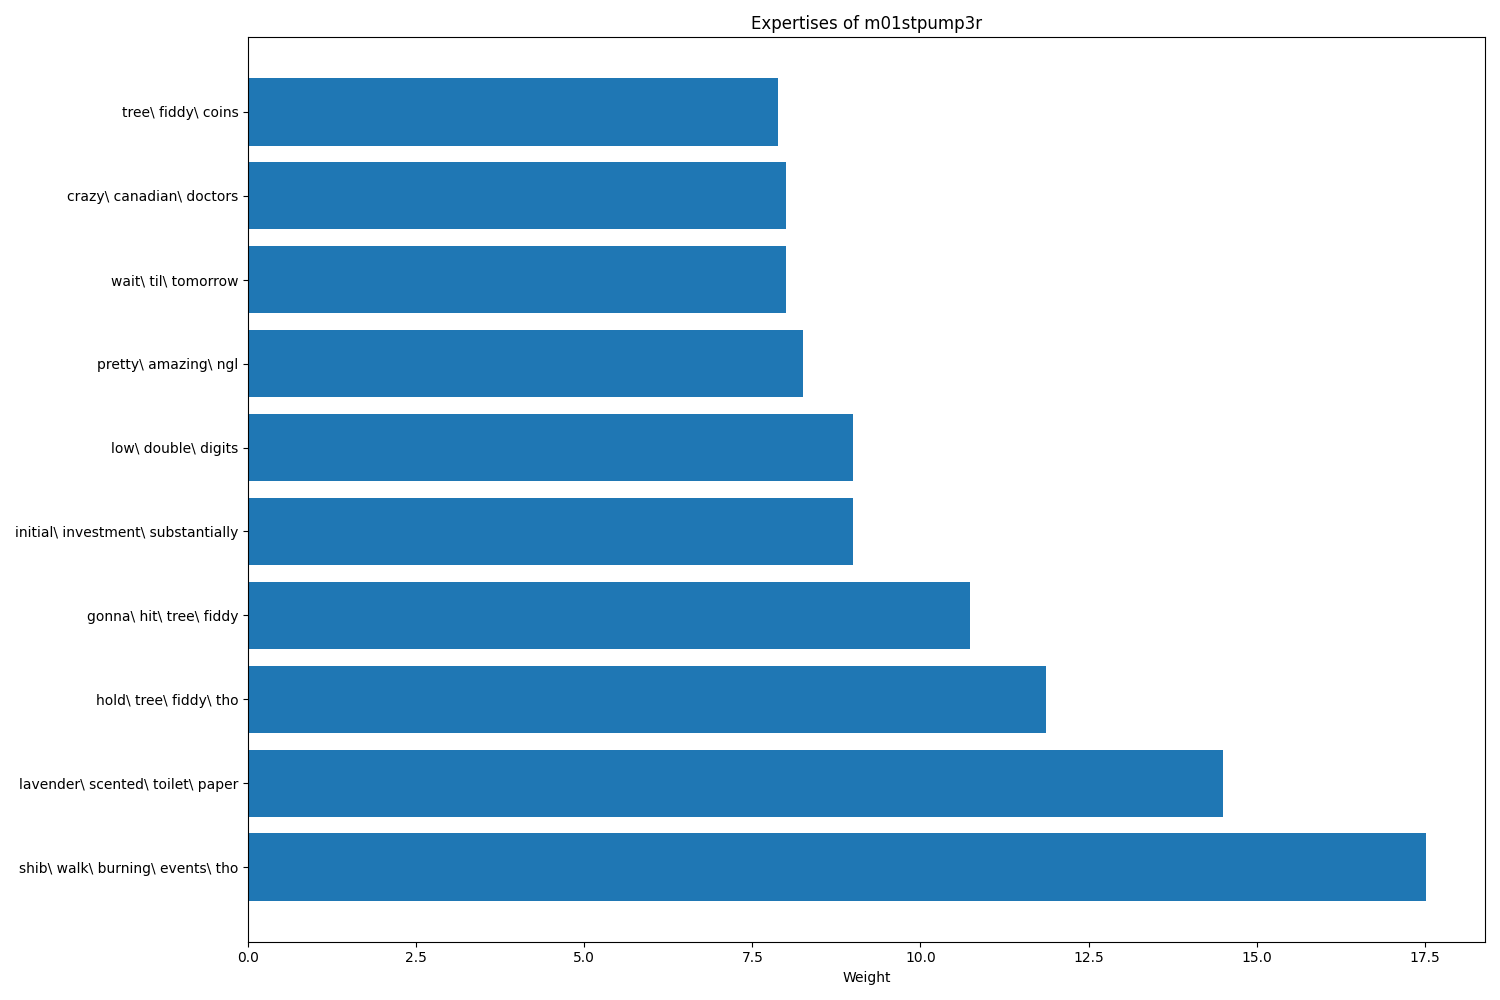 Expertises of m01stpump3r
tree\ fiddy\ coins
crazy\ canadian\ doctors
wait\ til\ tomorrow
pretty\ amazing\ ngl
low\ double\ digits
initial\ investment\ substantially
gonna\ hit\ tree\ fiddy
hold\ tree\ fiddy\ tho
lavender\ scented\ toilet\ paper
shib\ walk\ burning\ events\ tho
0.0 2.5 5.0 7.5 10.0 12.5 15.0 17.5
Weight